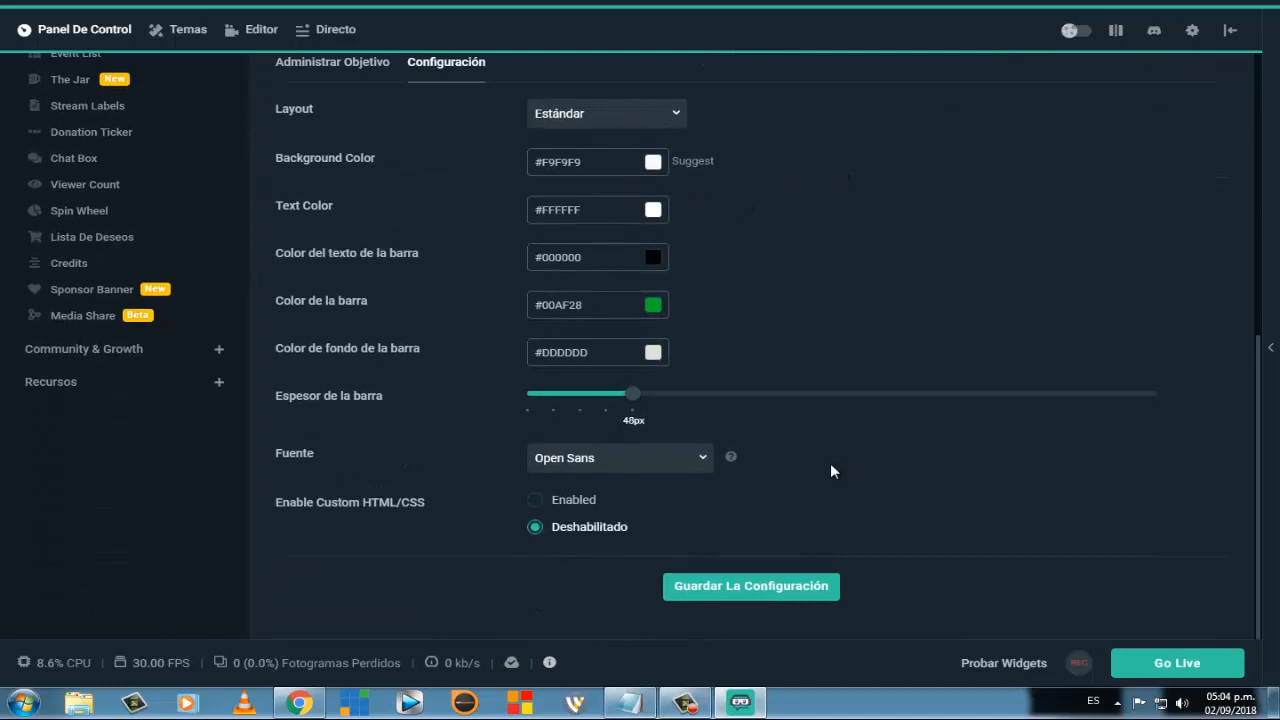 Panel De Control Temas Editor Directo
Event List
The Jar New
Stream Labels
Donation Ticker
Chat Box
Viewer Count
Spin Wheel
Lista De Deseos
Credits
Sponsor Banner New
Media Share Beta
Community & Growth +
Recursos +
Administrar Objetivo Configuración
Layout Estándar
Background Color #F9F9F9 Suggest
Text Color #FFFFFF
Color del texto de la barra #000000
Color de la barra #00AF28
Color de fondo de la barra #DDDDDD
Espesor de la barra
48px
Fuente Open Sans ?
Enable Custom HTML/CSS Enabled
Deshabilitado
Guardar La Configuración
8.6% CPU 30.00 FPS 0 (0.0%) Fotogramas Perdidos 0 kb/s Probar Widgets REC Go Live
ES 05:04 p.m.
02/09/2018